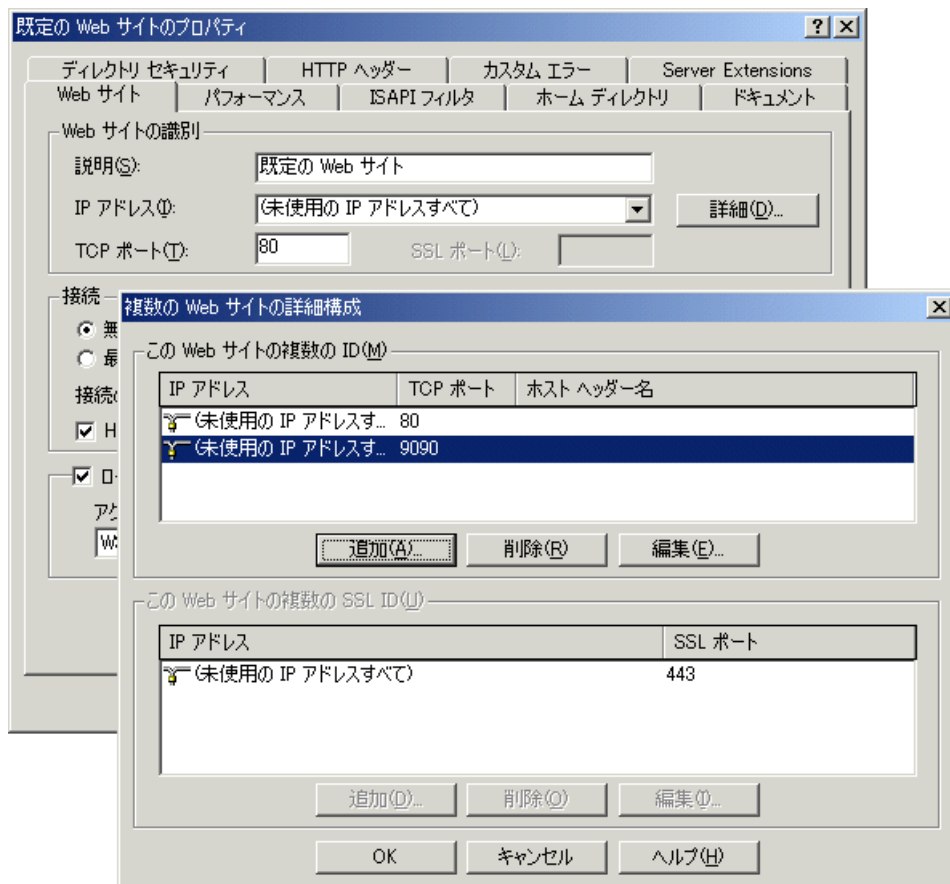 既定の Web サイトのプロパティ
ディレクトリ セキュリティ HTTP ヘッダー カスタム エラー Server Extensions
Web サイト パフォーマンス ISAPI フィルタ ホーム ディレクトリ ドキュメント
Web サイトの識別
説明(S): 既定の Web サイト
IP アドレス(I): (未使用の IP アドレスすべて) 詳細(D)...
TCP ポート(T): 80 SSL ポート(L):
接続
無
最
接続の
H
ロ
アク
複数の Web サイトの詳細構成
この Web サイトの複数の ID(M)
IP アドレス TCP ポート ホスト ヘッダー名
(未使用の IP アドレスす... 80
(未使用の IP アドレスす... 9090
追加(A)... 削除(R) 編集(E)...
この Web サイトの複数の SSL ID(U)
IP アドレス SSL ポート
(未使用の IP アドレスすべて) 443
追加(D)... 削除(O) 編集(I)...
OK キャンセル ヘルプ(H)